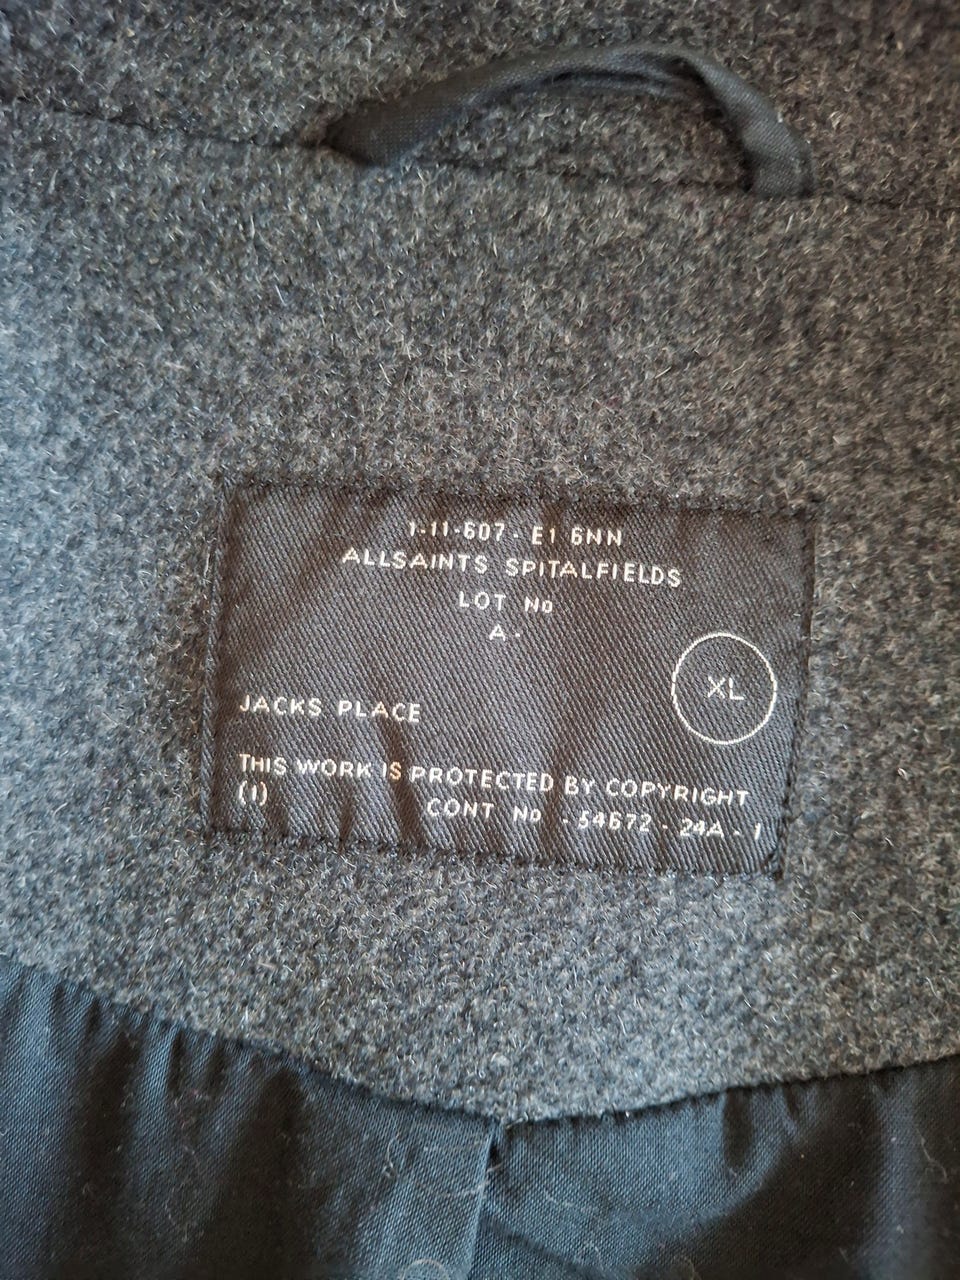 1-11-607 - E1 6NN
ALLSAINTS SPITALFIELDS
LOT No
A -
XL
JACKS PLACE
THIS WORK IS PROTECTED BY COPYRIGHT
(1) CONT No - 54672 - 24A - 1